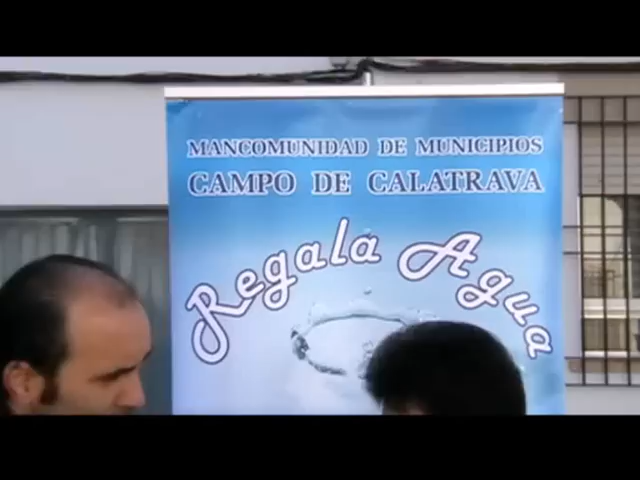 MANCOMUNIDAD DE MUNICIPIOS
CAMPO DE CALATRAVA
Regala Agua